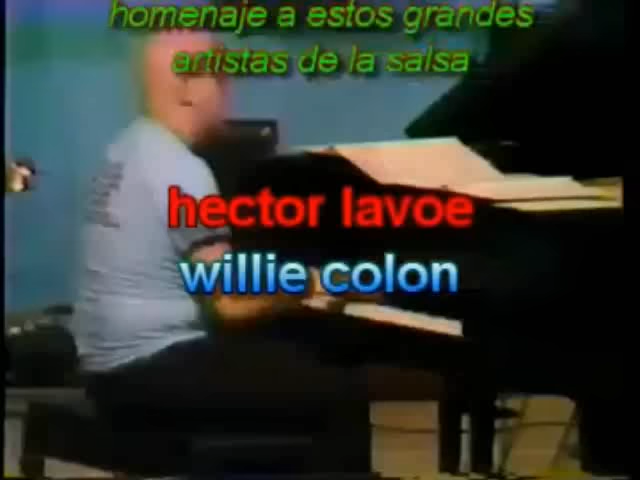 homenaje a estos grandes
artistas de la salsa
hector lavoe
willie colon